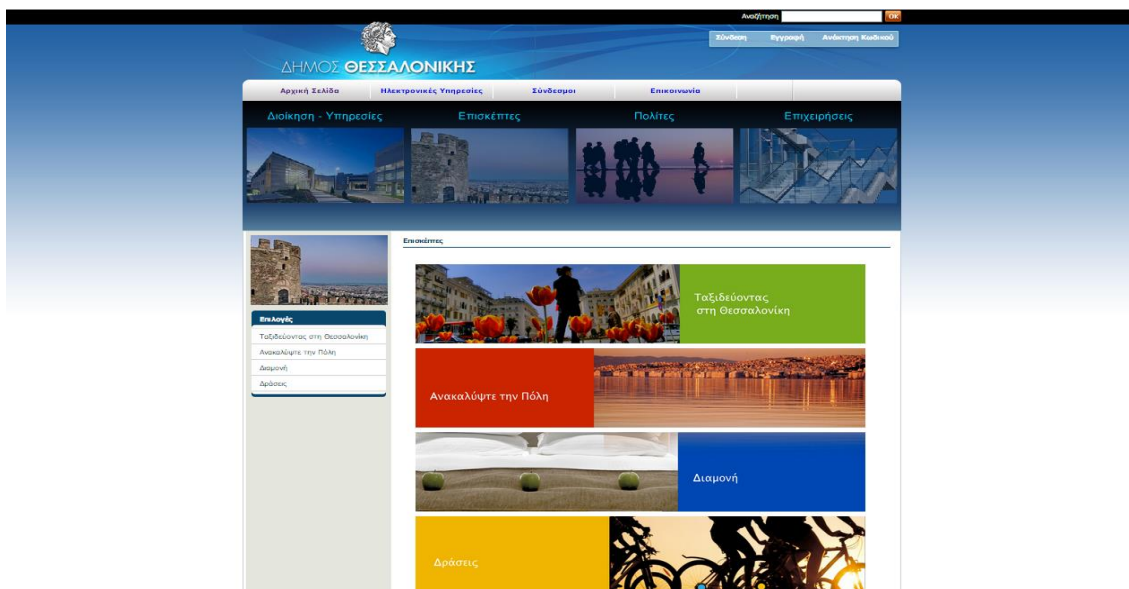 Αναζήτηση
OK
Σύνδεση Εγγραφή Ανάκτηση Κωδικού
ΔΗΜΟΣ ΘΕΣΣΑΛΟΝΙΚΗΣ
Αρχική Σελίδα Ηλεκτρονικές Υπηρεσίες Σύνδεσμοι Επικοινωνία
Διοίκηση - Υπηρεσίες Επισκέπτες Πολίτες Επιχειρήσεις
Επισκέπτες
Επιλογές
Ταξιδεύοντας στη Θεσσαλονίκη
Ανακαλύψτε την Πόλη
Διαμονή
Δράσεις
Ταξιδεύοντας
στη Θεσσαλονίκη
Ανακαλύψτε την Πόλη
Διαμονή
Δράσεις